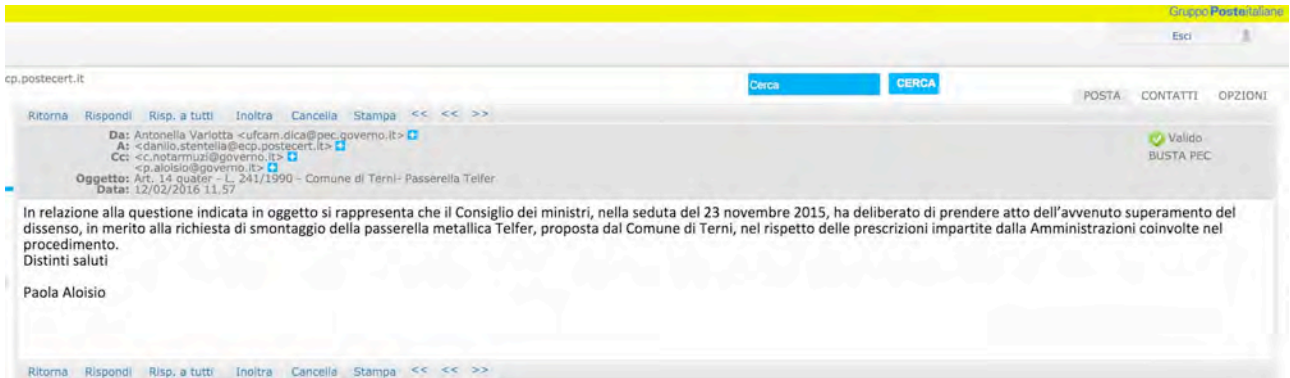 Gruppo Posteitaliane
Esci
cp.postecert.it
Cerca
CERCA
POSTA CONTATTI OPZIONI
Ritorna Rispondi Risp. a tutti Inoltra Cancella Stampa << << >>
Da: Antonella Varlotta <ufcam.dica@pec.governo.it>
A: <danilo.stentella@ecp.postecert.it>
Cc: <c.notarmuzi@governo.it>
<p.aloisio@governo.it>
Oggetto: Art. 14 quater - L. 241/1990 - Comune di Terni- Passerella Telfer
Data: 12/02/2016 11.57
Valido
BUSTA PEC
In relazione alla questione indicata in oggetto si rappresenta che il Consiglio dei ministri, nella seduta del 23 novembre 2015, ha deliberato di prendere atto dell'avvenuto superamento del
dissenso, in merito alla richiesta di smontaggio della passerella metallica Telfer, proposta dal Comune di Terni, nel rispetto delle prescrizioni impartite dalla Amministrazioni coinvolte nel
procedimento.
Distinti saluti
Paola Aloisio
Ritorna Rispondi Risp. a tutti Inoltra Cancella Stampa << << >>